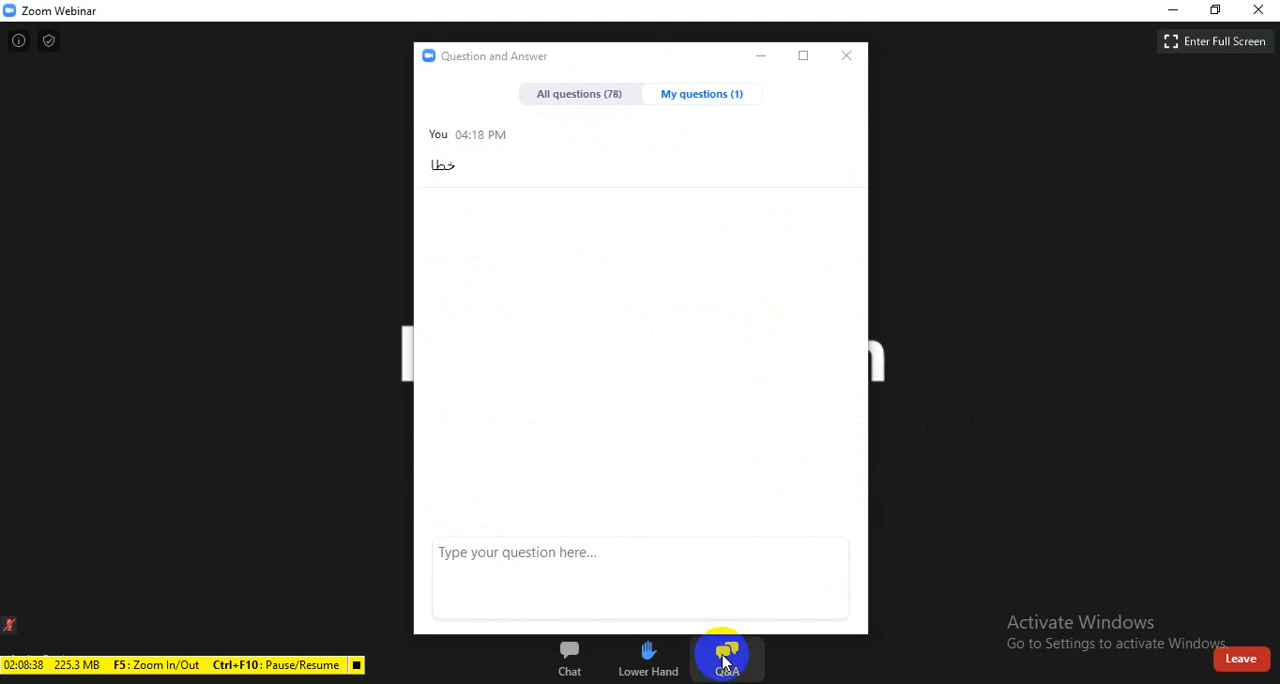 Zoom Webinar
Enter Full Screen
Question and Answer
All questions (78)
My questions (1)
You 04:18 PM
خطا
Type your question here...
Activate Windows
Go to Settings to activate Windows.
Chat
Lower Hand
Q&A
Leave
02:08:38 225.3 MB F5: Zoom In/Out Ctrl+F10: Pause/Resume